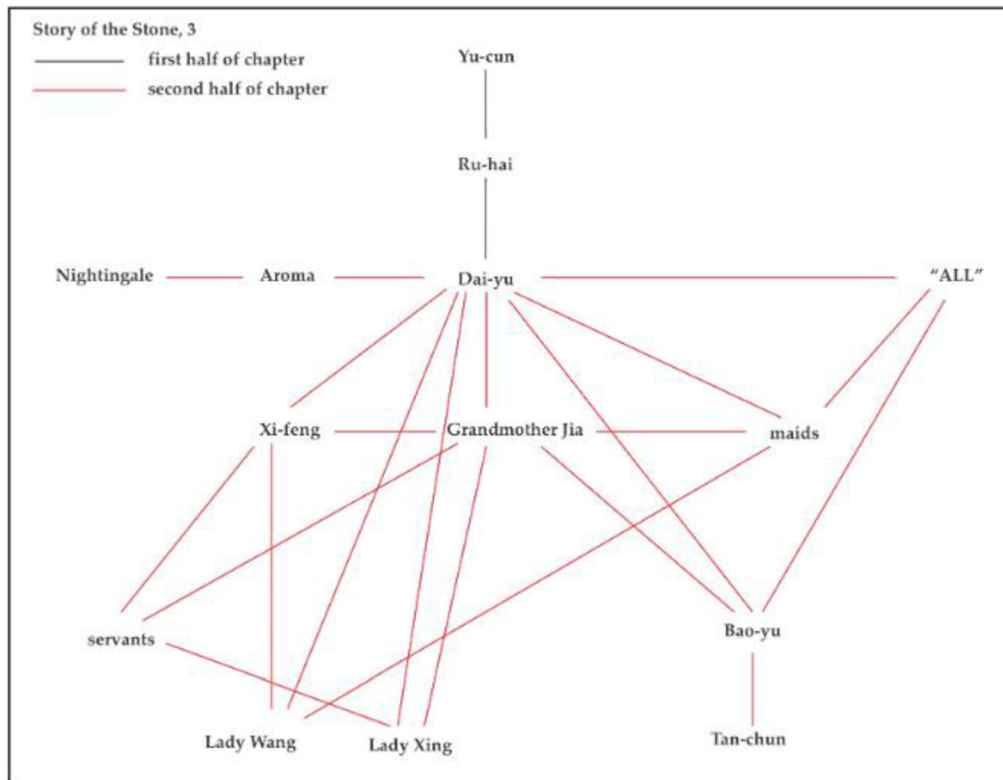 Story of the Stone, 3
first half of chapter
second half of chapter
Yu-cun
Ru-hai
Nightingale
Aroma
Dai-yu
“ALL”
Xi-feng
Grandmother Jia
maids
servants
Bao-yu
Lady Wang
Lady Xing
Tan-chun